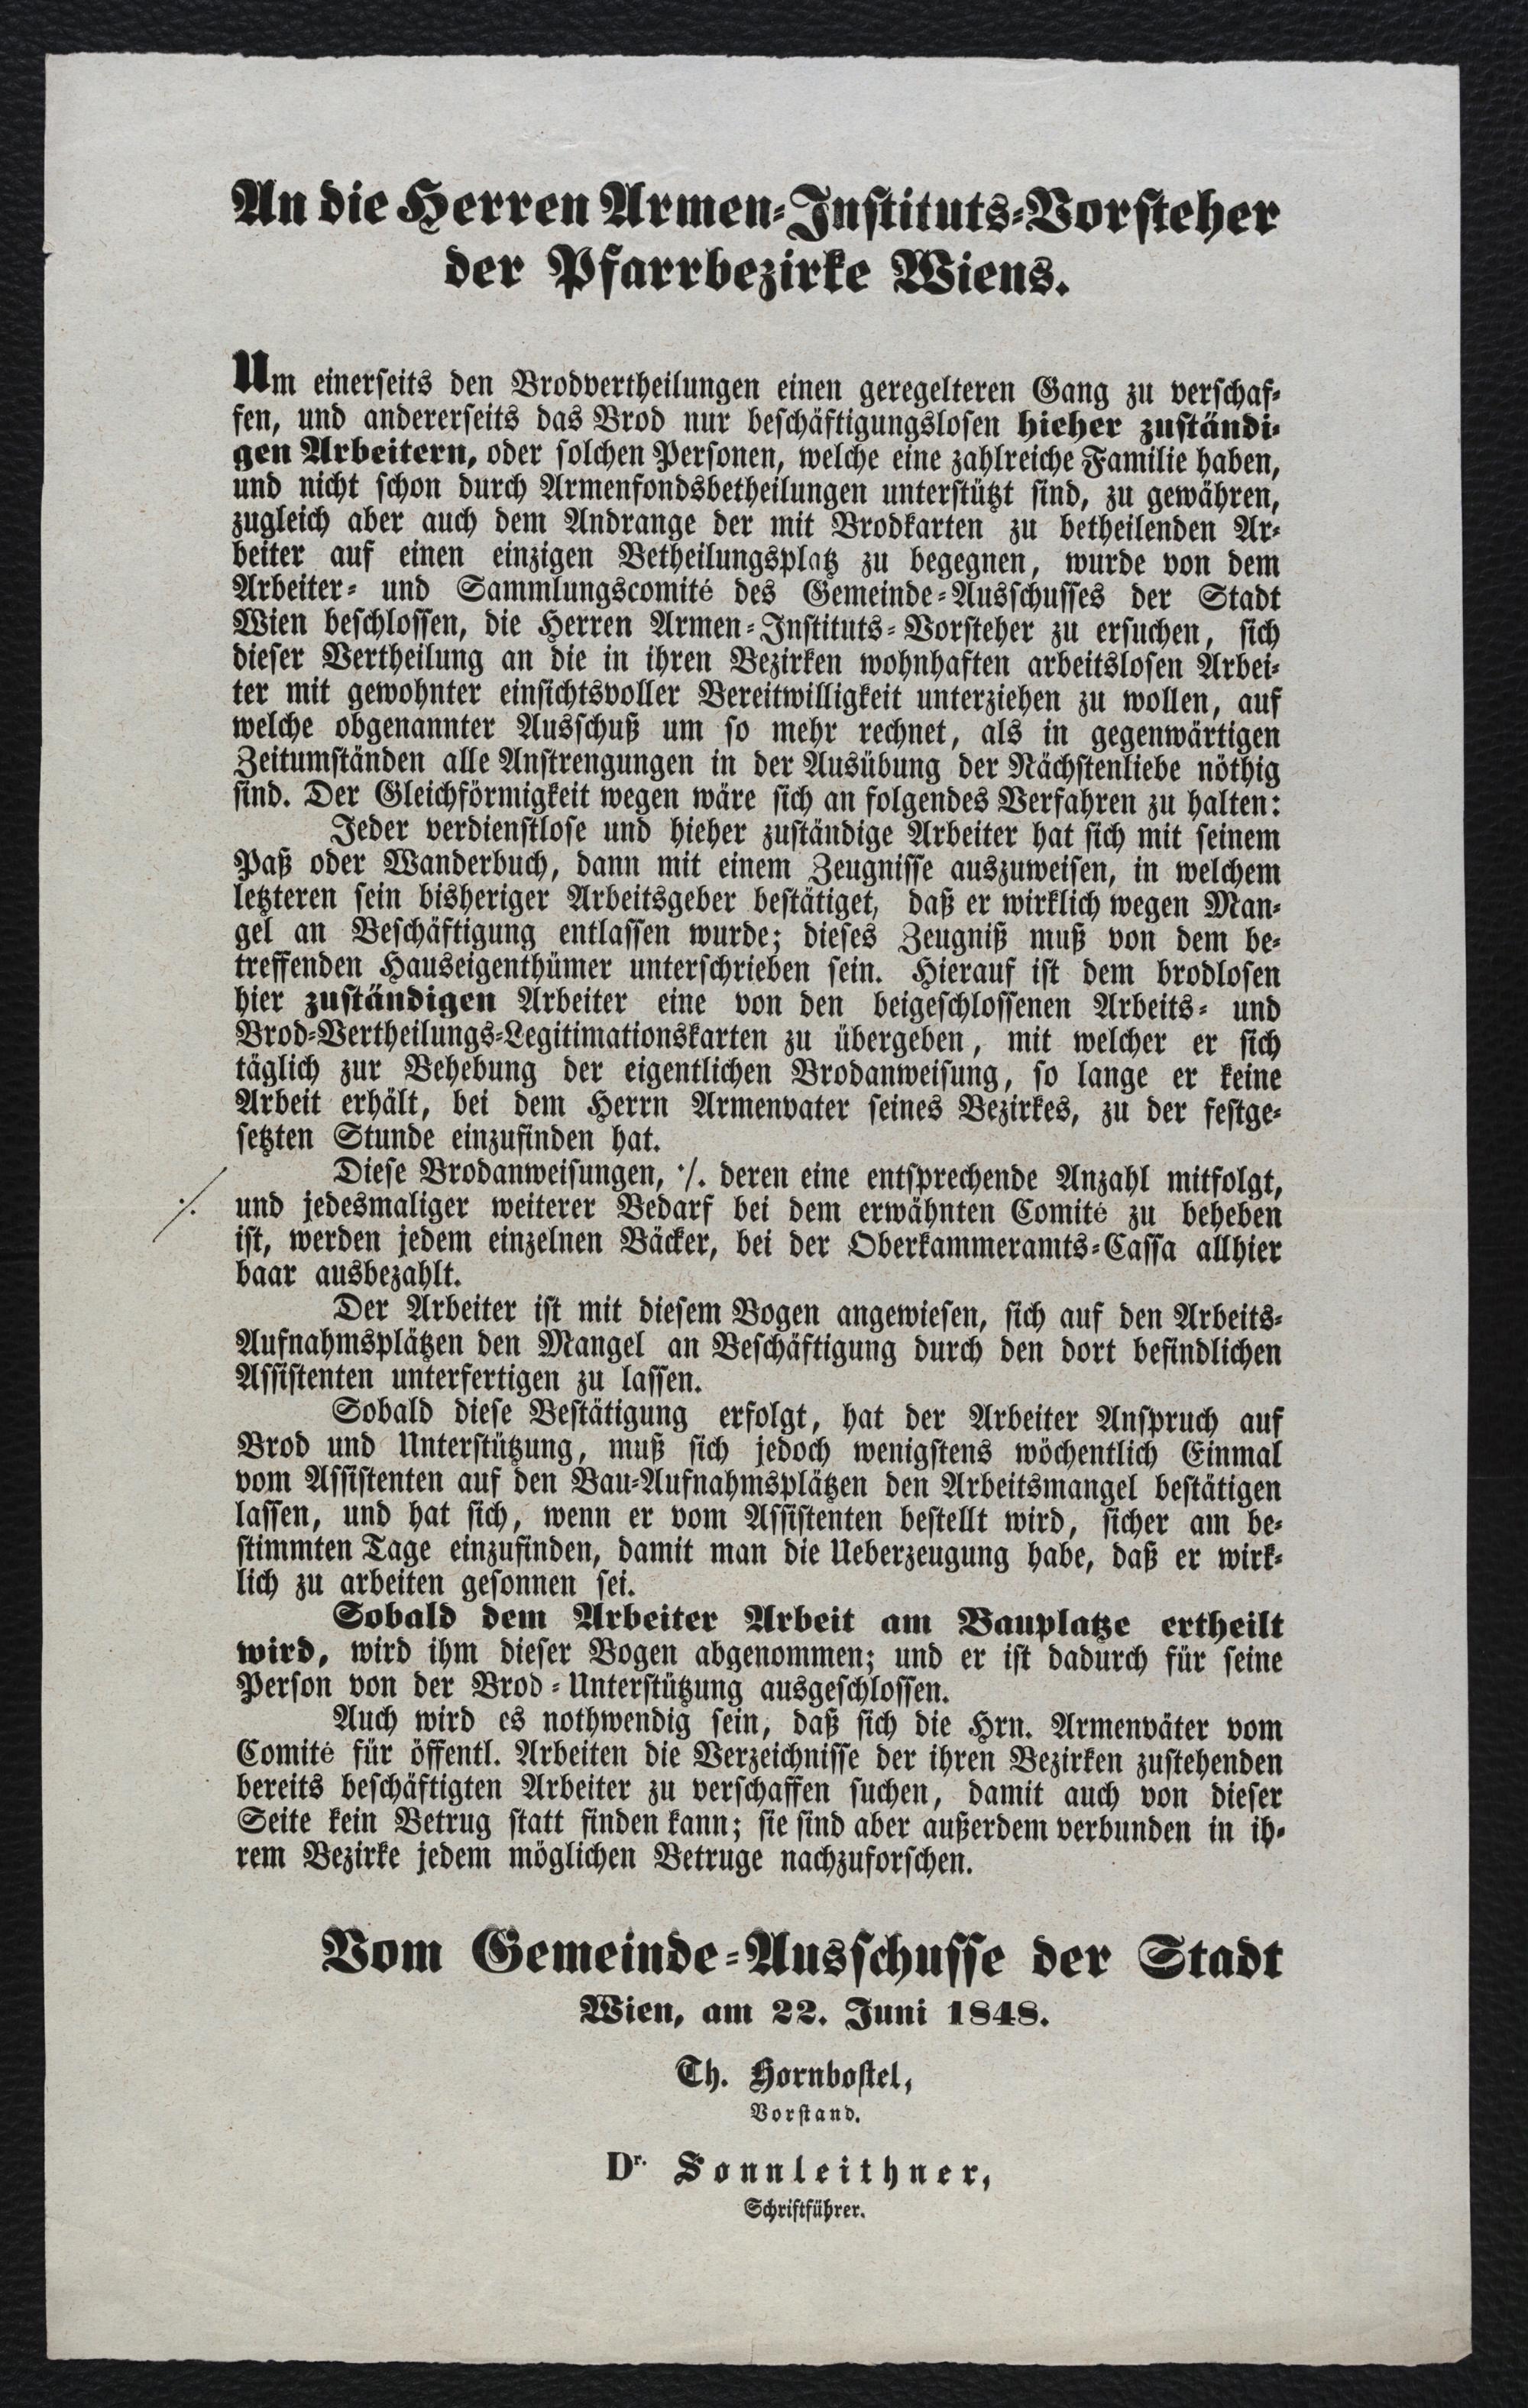 An die Herren Armen-Instituts-Vorsteher
der Pfarrbezirke Wiens.
Um einerseits den Brodvertheilungen einen geregelteren Gang zu verschaf-
fen, und andererseits das Brod nur beschäftigungslosen hieher zuständi-
gen Arbeitern, oder solchen Personen, welche eine zahlreiche Familie haben,
und nicht schon durch Armenfondsbetheilungen unterstützt sind, zu gewähren,
zugleich aber auch dem Andrange der mit Brodkarten zu betheilenden Ar-
beiter auf einen einzigen Betheilungsplatz zu begegnen, wurde von dem
Arbeiter- und Sammlungscomité des Gemeinde-Ausschusses der Stadt
Wien beschlossen, die Herren Armen-Instituts-Vorsteher zu ersuchen, sich
dieser Vertheilung an die in ihren Bezirken wohnhaften arbeitslosen Arbei-
ter mit gewohnter einsichtsvoller Bereitwilligkeit unterziehen zu wollen, auf
welche obgenannter Ausschuß um so mehr rechnet, als in gegenwärtigen
Zeitumständen alle Anstrengungen in der Ausübung der Nächstenliebe nöthig
sind. Der Gleichförmigkeit wegen wäre sich an folgendes Verfahren zu halten:
Jeder verdienstlose und hieher zuständige Arbeiter hat sich mit seinem
Paß oder Wanderbuch, dann mit einem Zeugnisse auszuweisen, in welchem
letzteren sein bisheriger Arbeitsgeber bestätiget, daß er wirklich wegen Man-
gel an Beschäftigung entlassen wurde; dieses Zeugniß muß von dem be-
treffenden Hauseigenthümer unterschrieben sein. Hierauf ist dem brodlosen
hier zuständigen Arbeiter eine von den beigeschlossenen Arbeits- und
Brod-Vertheilungs-Legitimationskarten zu übergeben, mit welcher er sich
täglich zur Behebung der eigentlichen Brodanweisung, so lange er keine
Arbeit erhält, bei dem Herrn Armenvater seines Bezirkes, zu der festge-
setzten Stunde einzufinden hat.
Diese Brodanweisungen, ·/. deren eine entsprechende Anzahl mitfolgt,
·/. und jedesmaliger weiterer Bedarf bei dem erwähnten Comité zu beheben
ist, werden jedem einzelnen Bäcker, bei der Oberkammeramts-Cassa allhier
baar ausbezahlt.
Der Arbeiter ist mit diesem Bogen angewiesen, sich auf den Arbeits-
Aufnahmsplätzen den Mangel an Beschäftigung durch den dort befindlichen
Assistenten unterfertigen zu lassen.
Sobald diese Bestätigung erfolgt, hat der Arbeiter Anspruch auf
Brod und Unterstützung, muß sich jedoch wenigstens wöchentlich Einmal
vom Assistenten auf den Bau-Aufnahmsplätzen den Arbeitsmangel bestätigen
lassen, und hat sich, wenn er vom Assistenten bestellt wird, sicher am be-
stimmten Tage einzufinden, damit man die Ueberzeugung habe, daß er wirk-
lich zu arbeiten gesonnen sei.
Sobald dem Arbeiter Arbeit am Bauplatze ertheilt
wird, wird ihm dieser Bogen abgenommen; und er ist dadurch für seine
Person von der Brod-Unterstützung ausgeschlossen.
Auch wird es nothwendig sein, daß sich die Hrn. Armenväter vom
Comité für öffentl. Arbeiten die Verzeichnisse der ihren Bezirken zustehenden
bereits beschäftigten Arbeiter zu verschaffen suchen, damit auch von dieser
Seite kein Betrug statt finden kann; sie sind aber außerdem verbunden in ih-
rem Bezirke jedem möglichen Betruge nachzuforschen.
Vom Gemeinde-Ausschusse der Stadt
Wien, am 22. Juni 1848.
Th. Hornbostel,
Vorstand.
Dr. Sonnleithner,
Schriftführer.